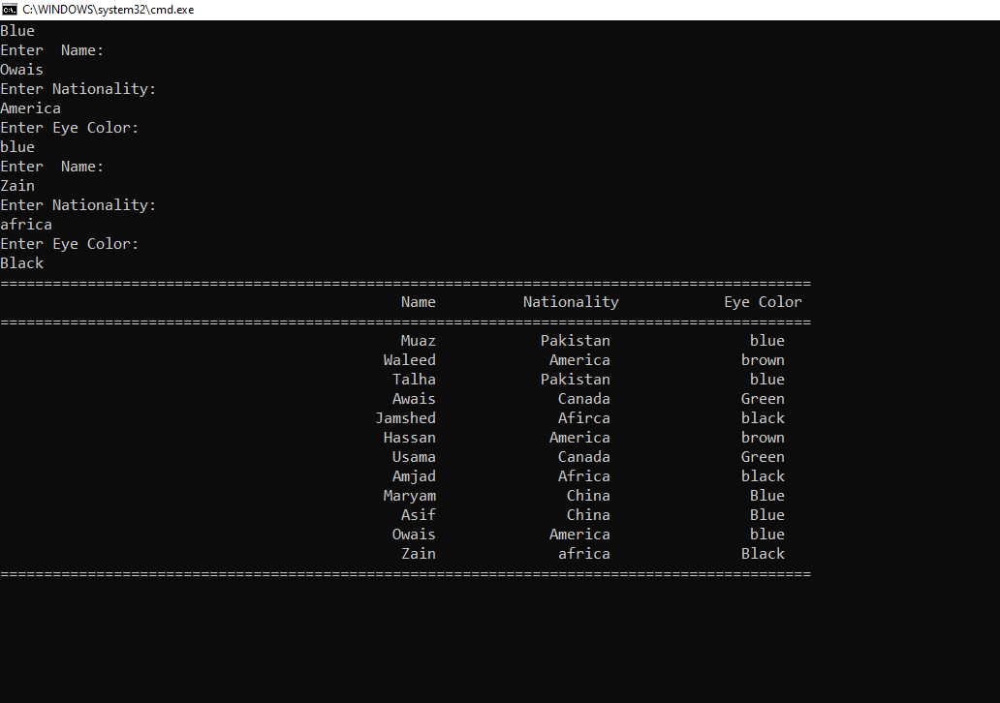 C:\WINDOWS\system32\cmd.exe
Blue
Enter  Name:
Owais
Enter Nationality:
America
Enter Eye Color:
blue
Enter  Name:
Zain
Enter Nationality:
africa
Enter Eye Color:
Black
=============================================================================================
Name Nationality Eye Color
=============================================================================================
Muaz Pakistan blue
Waleed America brown
Talha Pakistan blue
Awais Canada Green
Jamshed Afirca black
Hassan America brown
Usama Canada Green
Amjad Africa black
Maryam China Blue
Asif China Blue
Owais America blue
Zain africa Black
=============================================================================================